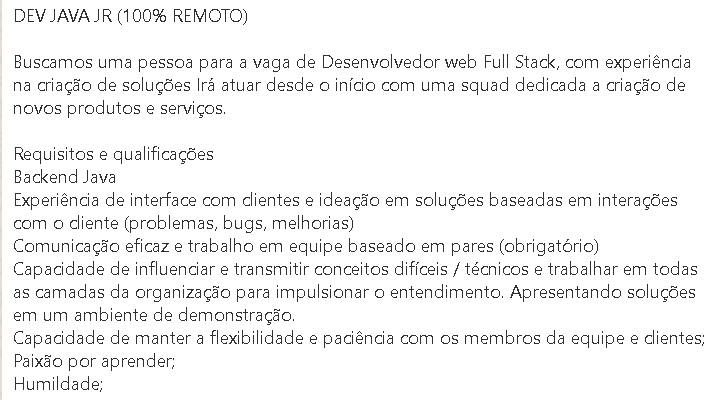 DEV JAVA JR (100% REMOTO)
Buscamos uma pessoa para a vaga de Desenvolvedor web Full Stack, com experiência
na criação de soluções Irá atuar desde o início com uma squad dedicada a criação de
novos produtos e serviços.
Requisitos e qualificações
Backend Java
Experiência de interface com clientes e ideação em soluções baseadas em interações
com o cliente (problemas, bugs, melhorias)
Comunicação eficaz e trabalho em equipe baseado em pares (obrigatório)
Capacidade de influenciar e transmitir conceitos difíceis / técnicos e trabalhar em todas
as camadas da organização para impulsionar o entendimento. Apresentando soluções
em um ambiente de demonstração.
Capacidade de manter a flexibilidade e paciência com os membros da equipe e clientes;
Paixão por aprender;
Humildade;